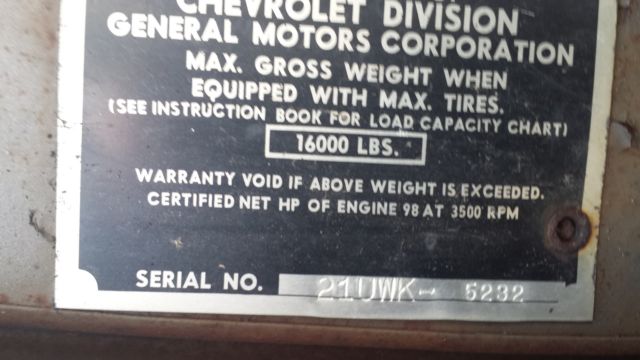 CHEVROLET DIVISION
GENERAL MOTORS CORPORATION
MAX. GROSS WEIGHT WHEN
EQUIPPED WITH MAX. TIRES.
(SEE INSTRUCTION BOOK FOR LOAD CAPACITY CHART)
16000 LBS.
WARRANTY VOID IF ABOVE WEIGHT IS EXCEEDED.
CERTIFIED NET HP OF ENGINE 98 AT 3500 RPM
SERIAL NO. 21UWK- 5232